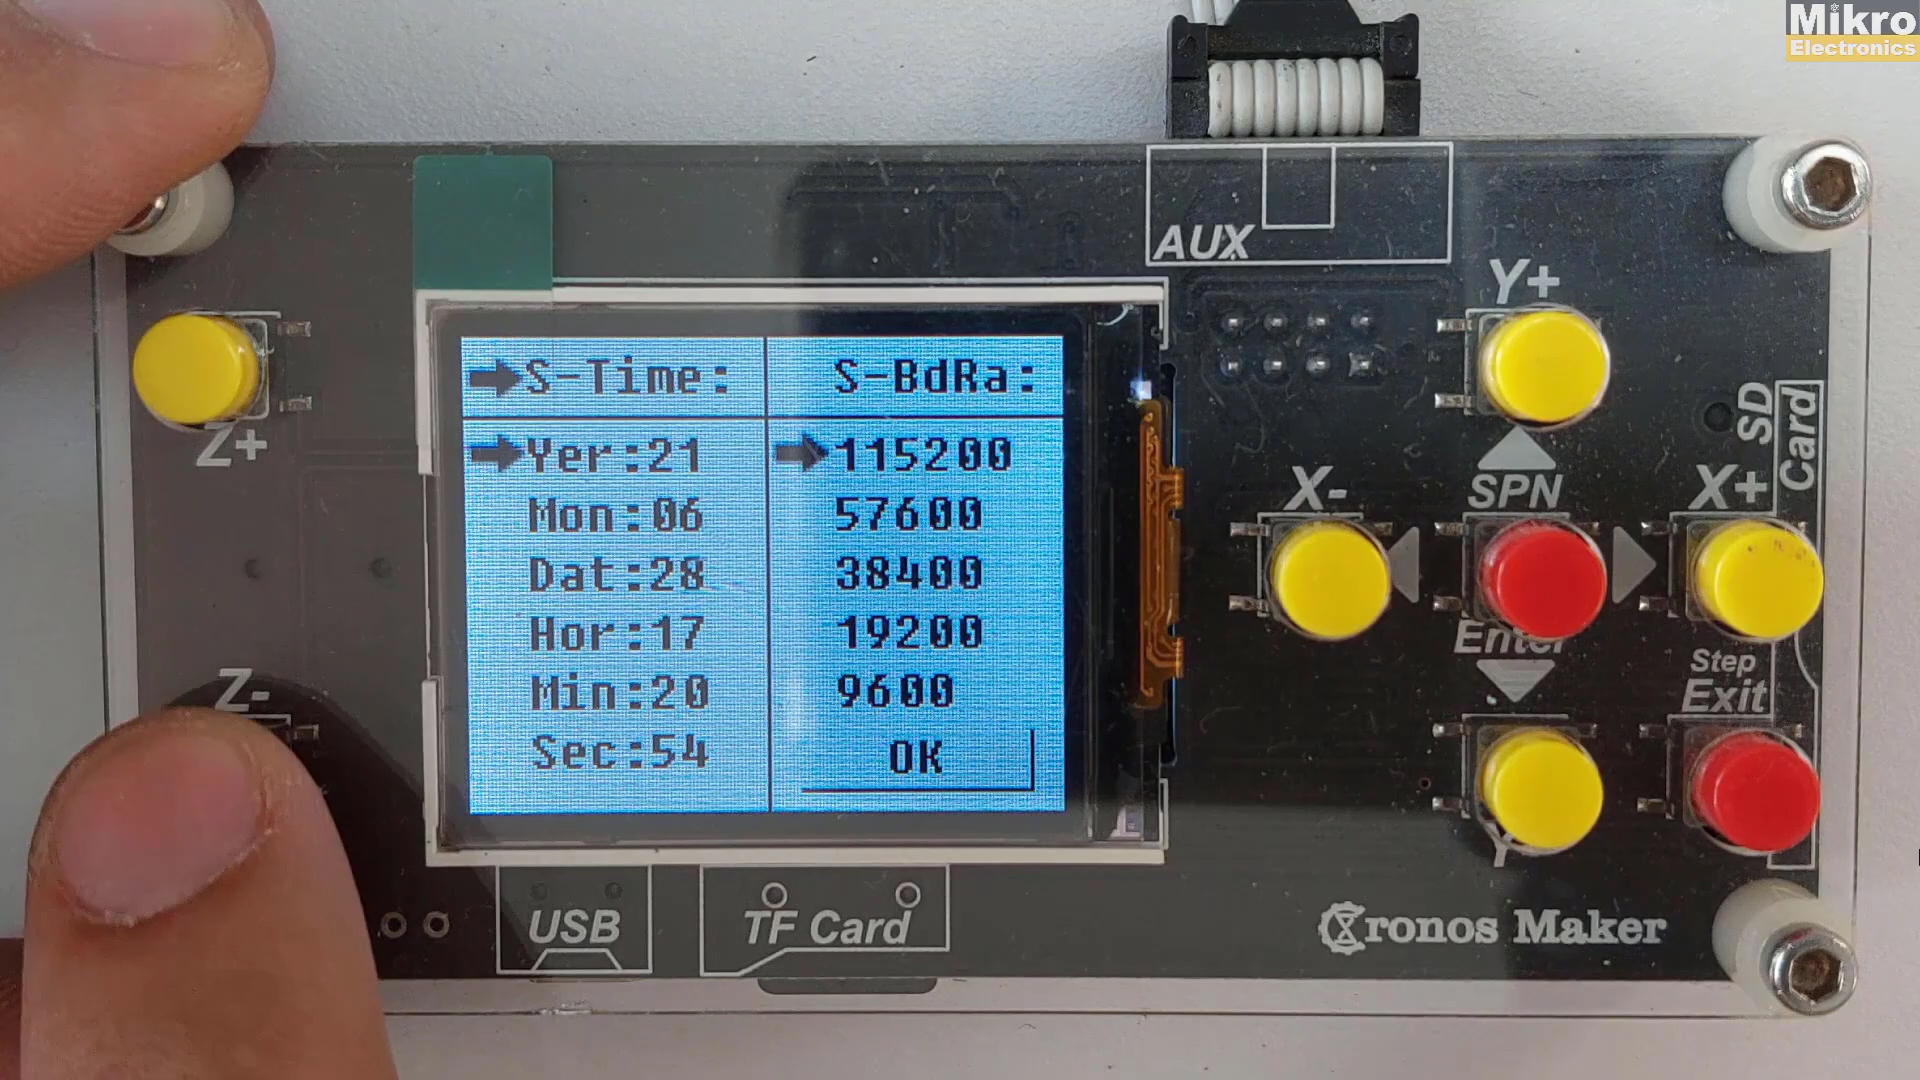 Mikro
Electronics
AUX
Y+
SD
Card
Z+
X-
SPN
X+
S-Time:
S-BdRa:
Yer:21
115200
Mon:06
57600
Dat:28
38400
Hor:17
19200
Min:20
9600
Sec:54
OK
Enter
Step
Exit
Z-
Y
USB
TF Card
Cronos Maker